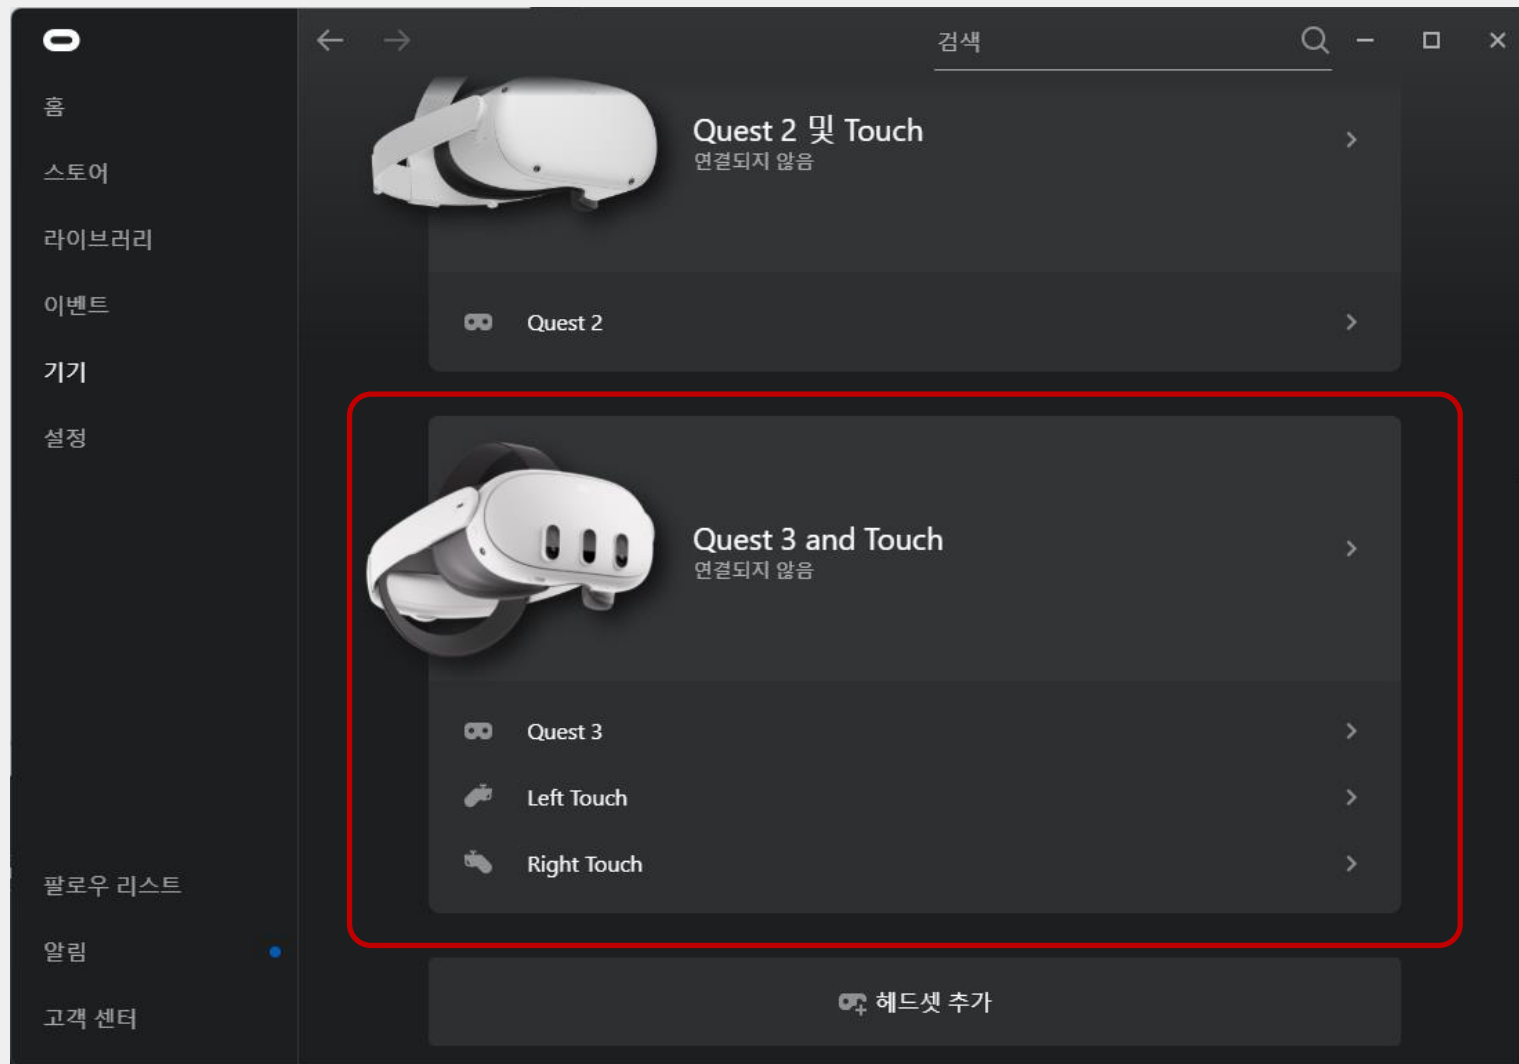 검색
홈
스토어
라이브러리
이벤트
기기
설정
팔로우 리스트
알림
고객 센터
Quest 2 및 Touch
연결되지 않음
Quest 2
Quest 3 and Touch
연결되지 않음
Quest 3
Left Touch
Right Touch
헤드셋 추가